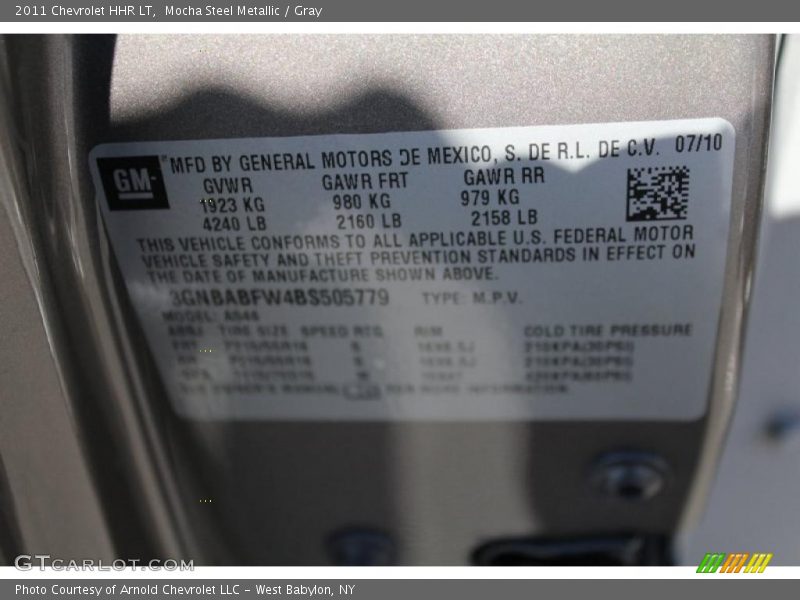 2011 Chevrolet HHR LT,  Mocha Steel Metallic / Gray
GM
MFD BY GENERAL MOTORS DE MEXICO, S. DE R.L. DE C.V. 07/10
GVWR GAWR FRT GAWR RR
1923 KG 980 KG 979 KG
4240 LB 2160 LB 2158 LB
THIS VEHICLE CONFORMS TO ALL APPLICABLE U.S. FEDERAL MOTOR
VEHICLE SAFETY AND THEFT PREVENTION STANDARDS IN EFFECT ON
THE DATE OF MANUFACTURE SHOWN ABOVE.
3GNBABFW4BS505779 TYPE: M.P.V.
MODEL:
TIRE SIZE SPEED RTG RIM COLD TIRE PRESSURE
GTCARLOT.COM
Photo Courtesy of Arnold Chevrolet LLC - West Babylon, NY